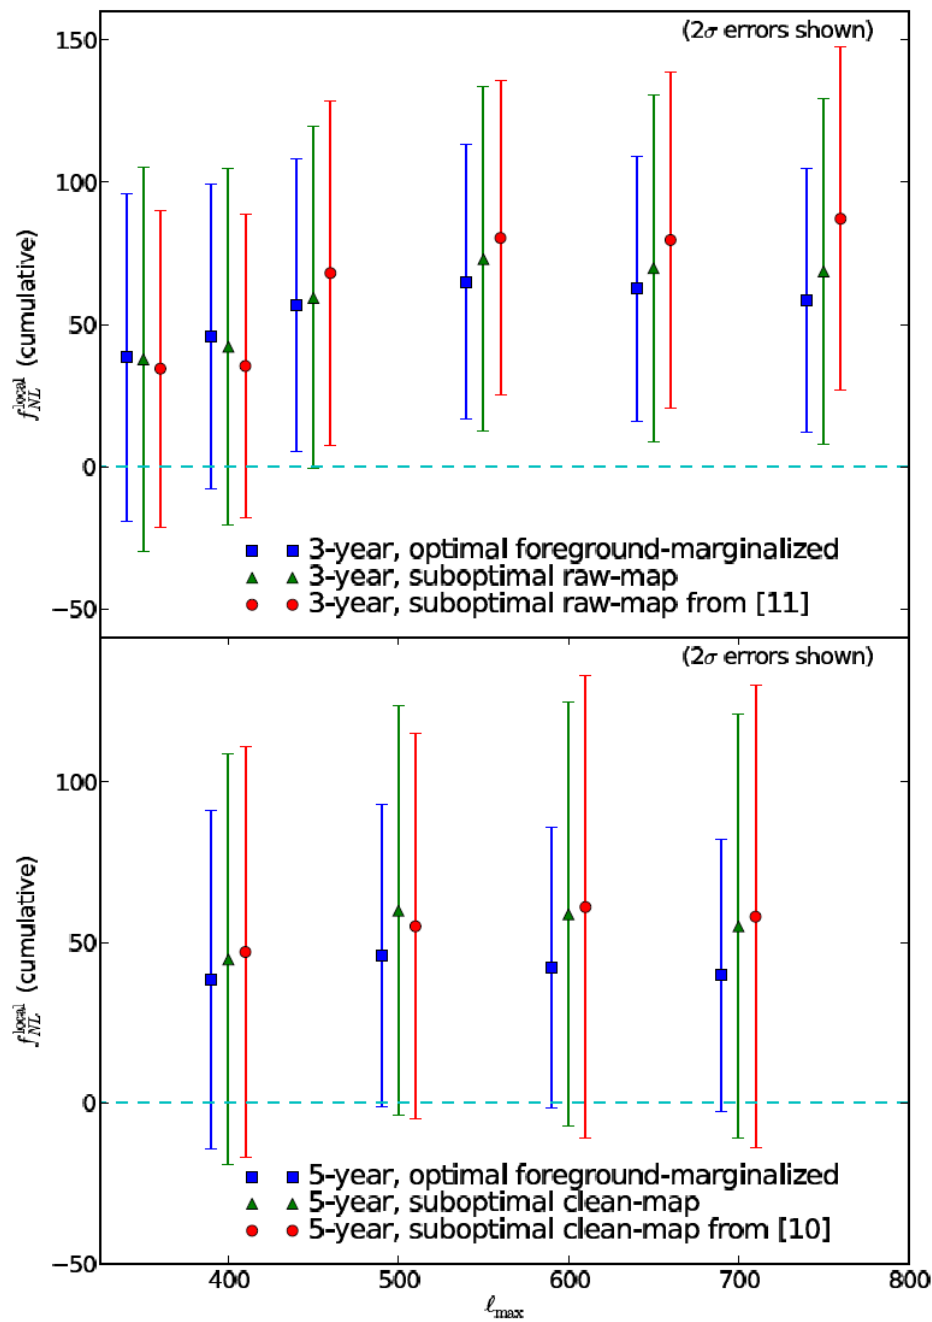 (2σ errors shown)
150
100
50
0
−50
f_NL^local (cumulative)
3-year, optimal foreground-marginalized
3-year, suboptimal raw-map
3-year, suboptimal raw-map from [11]
(2σ errors shown)
100
50
0
−50
f_NL^local (cumulative)
5-year, optimal foreground-marginalized
5-year, suboptimal clean-map
5-year, suboptimal clean-map from [10]
400 500 600 700 800
ℓ_max